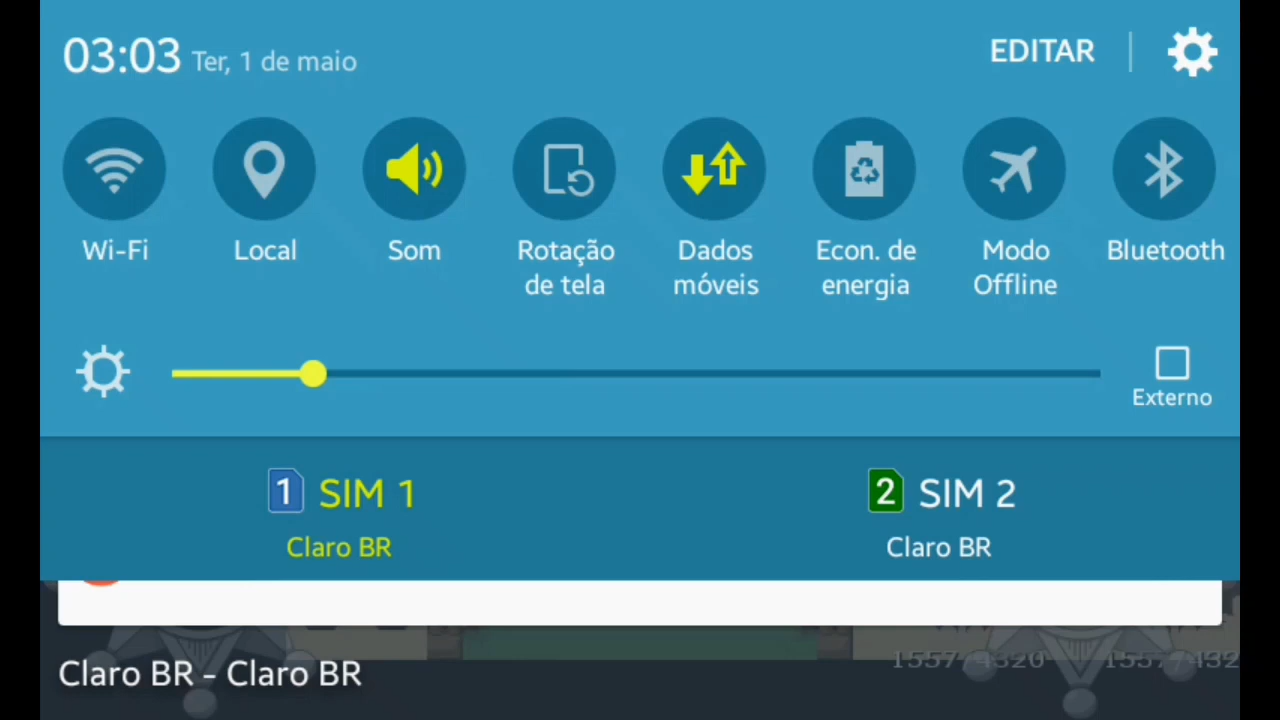 03:03 Ter, 1 de maio EDITAR
Wi-Fi Local Som Rotação de tela Dados móveis Econ. de energia Modo Offline Bluetooth
Externo
1 SIM 1 2 SIM 2
Claro BR Claro BR
Claro BR - Claro BR